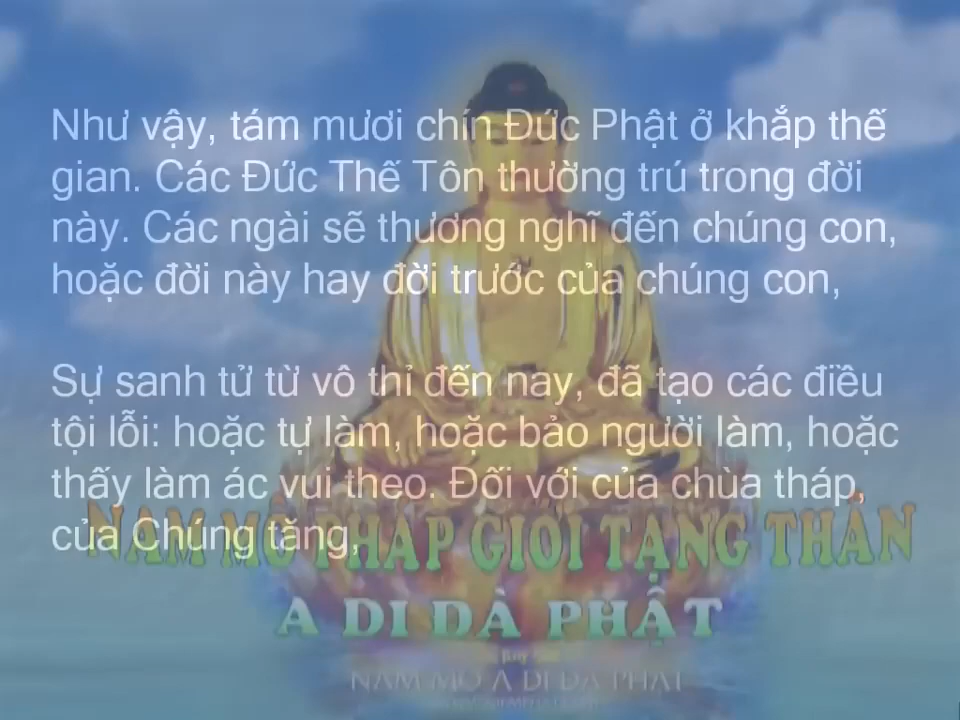 Như vậy, tám mươi chín Đức Phật ở khắp thế
gian. Các Đức Thế Tôn thường trú trong đời
này. Các ngài sẽ thương nghĩ đến chúng con,
hoặc đời này hay đời trước của chúng con,
Sự sanh tử từ vô thỉ đến nay, đã tạo các điều
tội lỗi: hoặc tự làm, hoặc bảo người làm, hoặc
thấy làm ác vui theo. Đối với của chùa tháp,
của Chúng tăng,
NAM MÔ PHÁP GIỚI TẠNG THÂN
A DI DÀ PHẬT
NAM MÔ A DI ĐÀ PHẬT